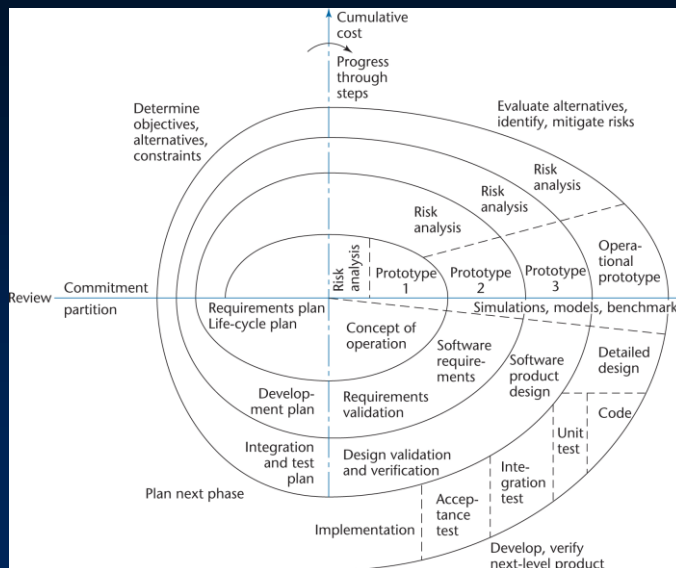 Cumulative
cost
Progress
through
steps
Determine
objectives,
alternatives,
constraints
Evaluate alternatives,
identify, mitigate risks
Risk
analysis
Risk
analysis
Risk
analysis
Risk
analysis
Prototype
1
Prototype
2
Prototype
3
Opera-
tional
prototype
Review
Commitment
partition
Simulations, models, benchmark
Requirements plan
Life-cycle plan
Concept of
operation
Software
require-
ments
Software
product
design
Detailed
design
Develop-
ment plan
Requirements
validation
Code
Unit
test
Integration
and test
plan
Design validation
and verification
Inte-
gration
test
Plan next phase
Accep-
tance
test
Implementation
Develop, verify
next-level product